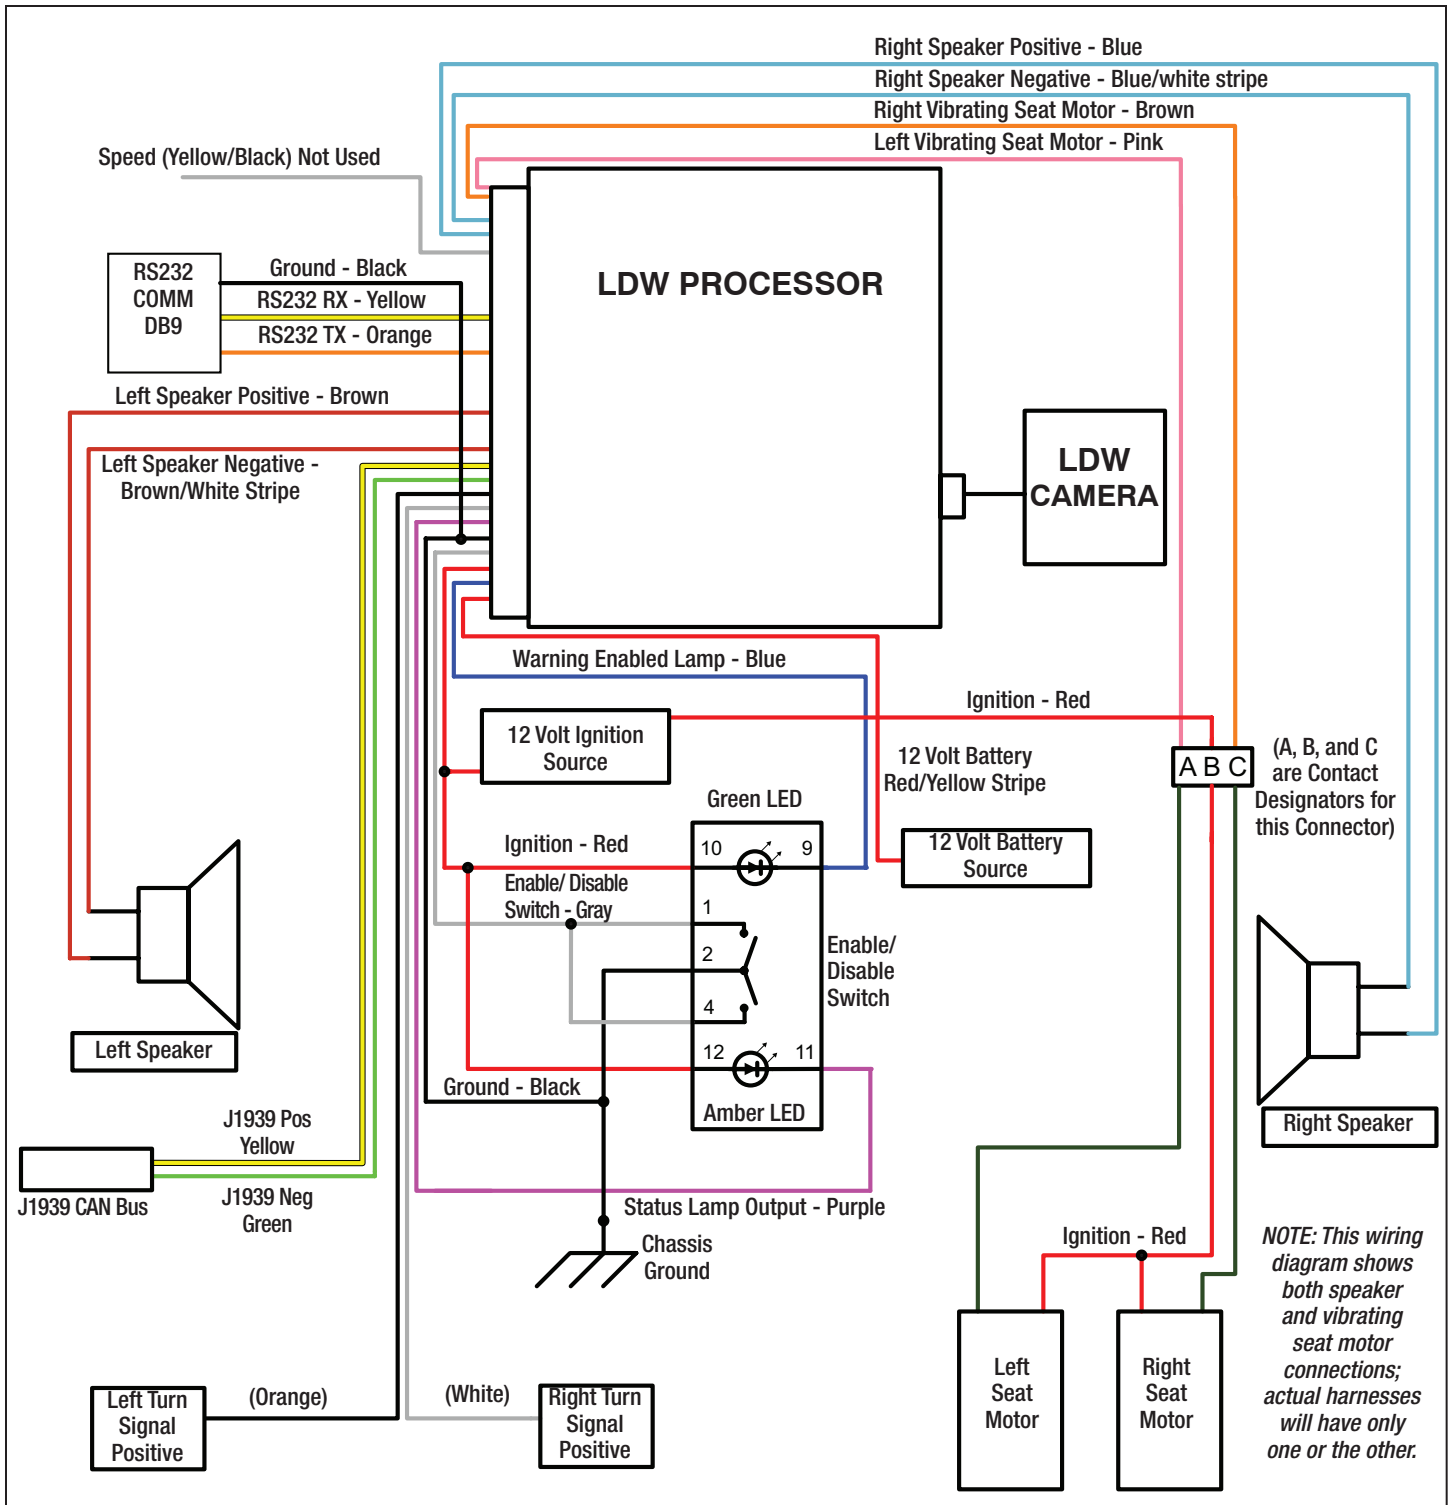 Right Speaker Positive - Blue
Right Speaker Negative - Blue/white stripe
Right Vibrating Seat Motor - Brown
Left Vibrating Seat Motor - Pink
Speed (Yellow/Black) Not Used
RS232
COMM
DB9
Ground - Black
RS232 RX - Yellow
RS232 TX - Orange
LDW PROCESSOR
Left Speaker Positive - Brown
Left Speaker Negative -
Brown/White Stripe
LDW
CAMERA
Warning Enabled Lamp - Blue
Ignition - Red
12 Volt Ignition
Source
12 Volt Battery
Red/Yellow Stripe
A B C
(A, B, and C
are Contact
Designators for
this Connector)
Green LED
Ignition - Red
10
9
12 Volt Battery
Source
Enable/ Disable
Switch - Gray
1
2
4
Enable/
Disable
Switch
12
11
Amber LED
Left Speaker
Ground - Black
Right Speaker
J1939 Pos
Yellow
J1939 CAN Bus
J1939 Neg
Green
Status Lamp Output - Purple
Chassis
Ground
Ignition - Red
NOTE: This wiring
diagram shows
both speaker
and vibrating
seat motor
connections;
actual harnesses
will have only
one or the other.
Left Turn
Signal
Positive
(Orange)
(White)
Right Turn
Signal
Positive
Left
Seat
Motor
Right
Seat
Motor